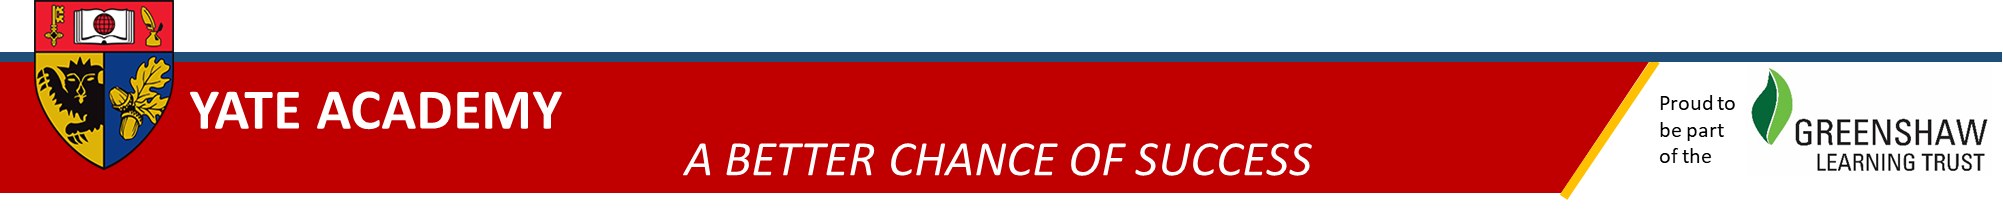 YATE ACADEMY
A BETTER CHANCE OF SUCCESS
Proud to
be part
of the
GREENSHAW
LEARNING TRUST